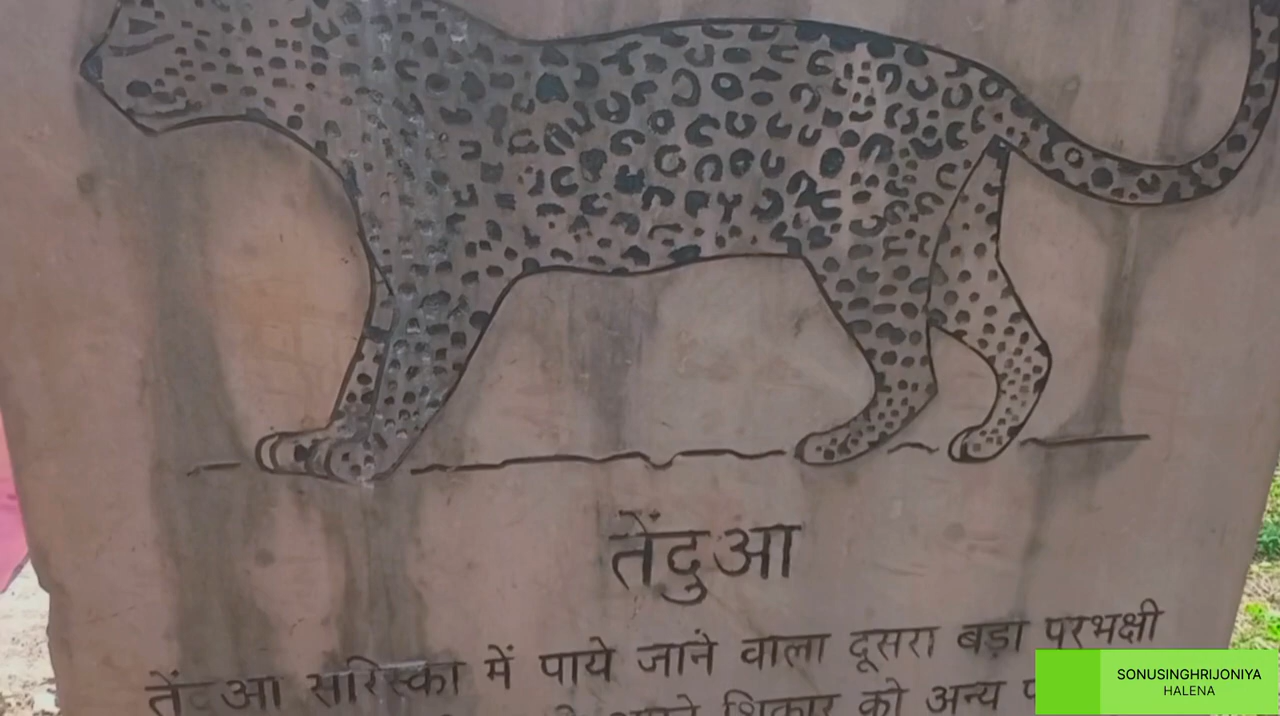 तेंदुआ
तेंदुआ सारिस्का में पाये जाने वाला दूसरा बड़ा परभक्षी
शिकार को अन्य
SONUSINGHRIJONIYA
HALENA